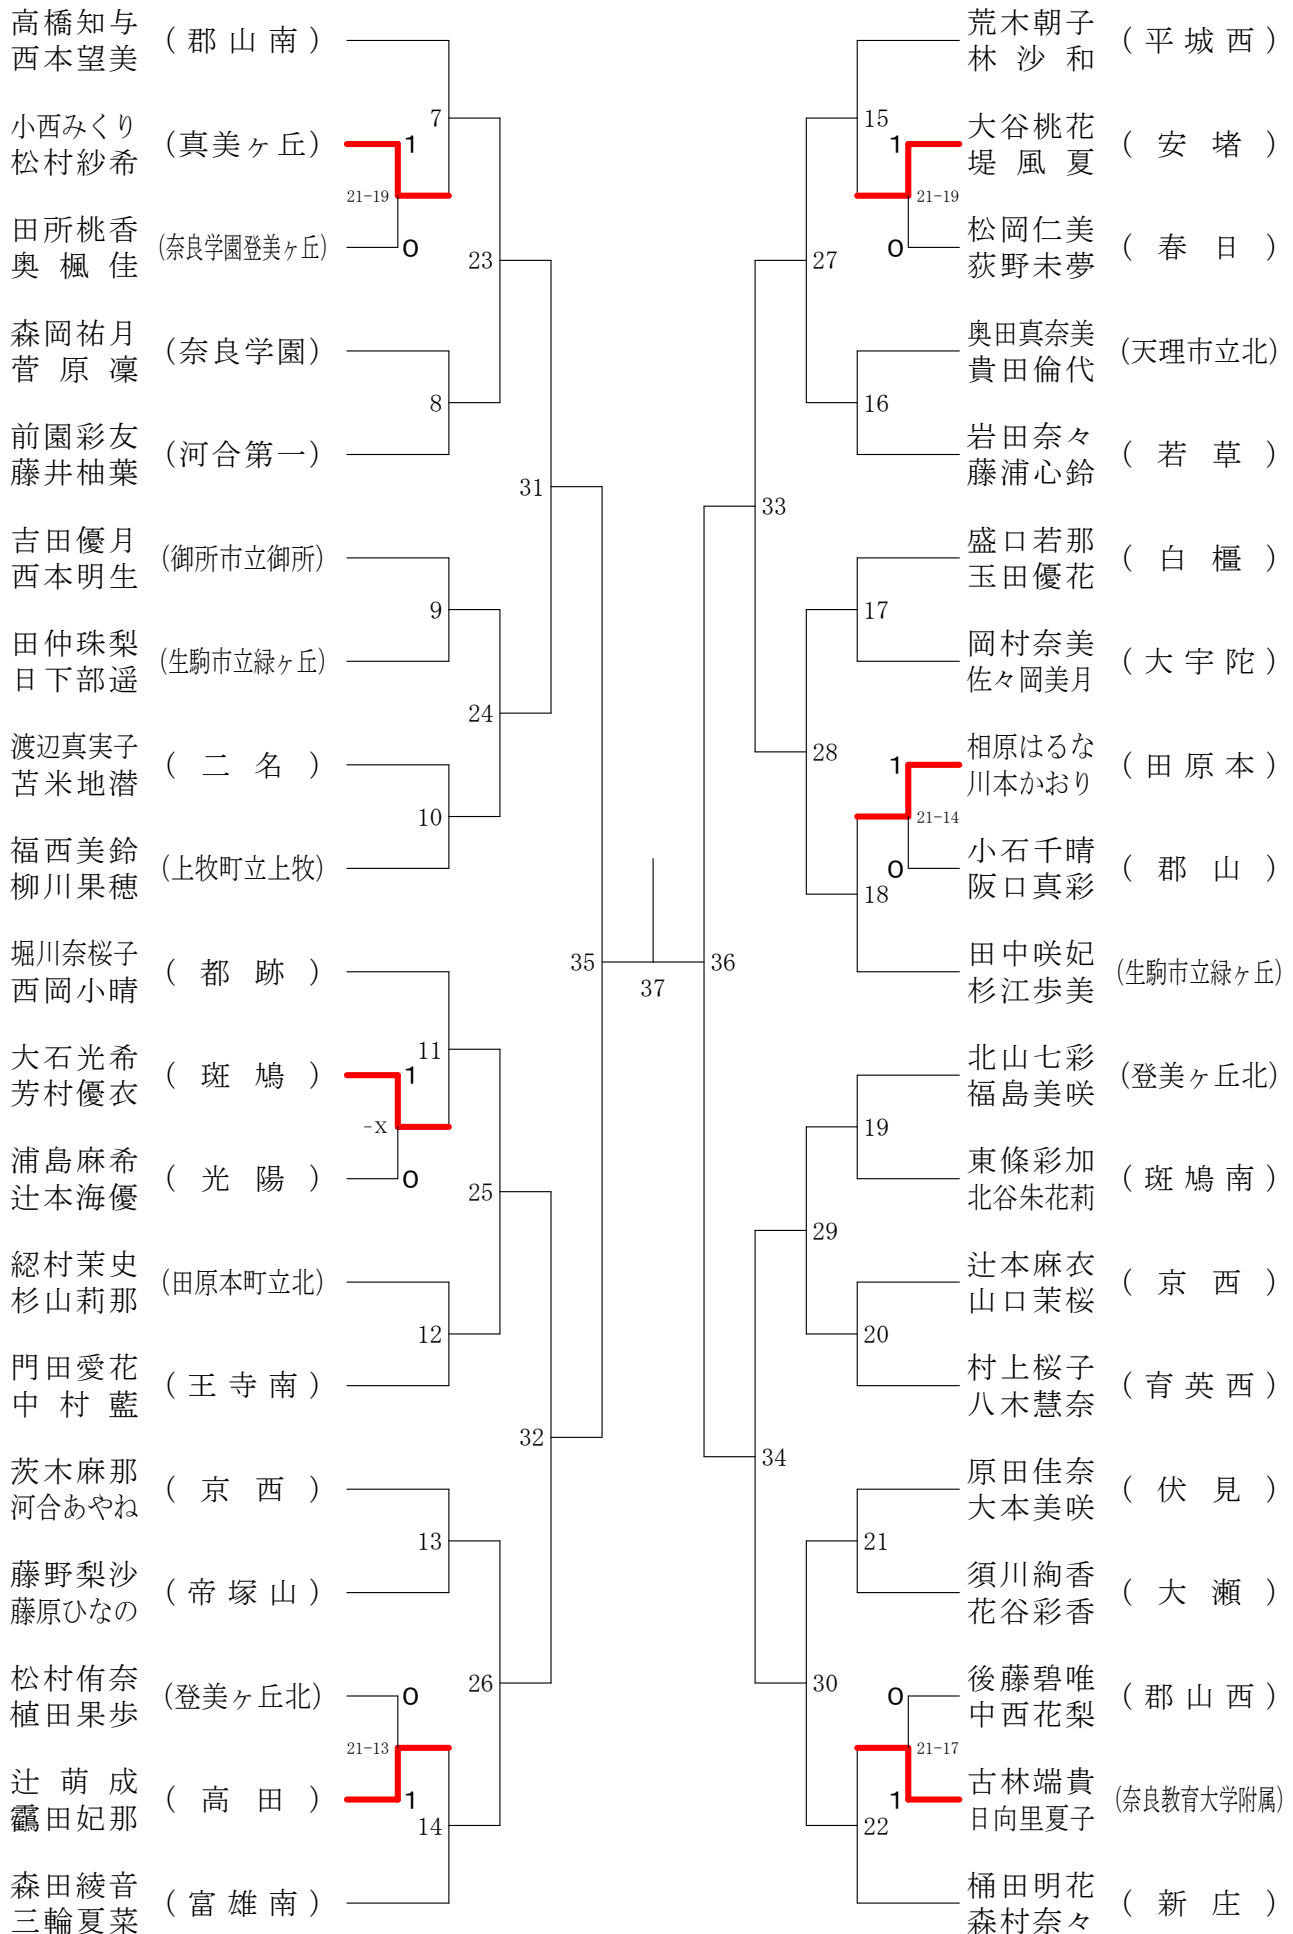 高橋知与
西本望美
(郡山南)
小西みくり
松村紗希
(真美ヶ丘)
1
7
21-19
田所桃香
奥楓佳
(奈良学園登美ヶ丘)
0
23
森岡祐月
菅原凜
(奈良学園)
8
前園彩友
藤井柚葉
(河合第一)
31
吉田優月
西本明生
(御所市立御所)
9
田仲珠梨
日下部遥
(生駒市立緑ヶ丘)
24
渡辺真実子
苫米地潜
(二名)
10
福西美鈴
柳川果穂
(上牧町立上牧)
堀川奈桜子
西岡小晴
(都跡)
35
37
36
11
大石光希
芳村優衣
(斑鳩)
1
-X
浦島麻希
辻本海優
(光陽)
0
25
綛村茉史
杉山莉那
(田原本町立北)
12
門田愛花
中村藍
(王寺南)
32
茨木麻那
河合あやね
(京西)
13
藤野梨沙
藤原ひなの
(帝塚山)
松村侑奈
植田果歩
(登美ヶ丘北)
0
26
21-13
辻萌成
靍田妃那
(高田)
1
14
森田綾音
三輪夏菜
(富雄南)
荒木朝子
林沙和
(平城西)
15
1
大谷桃花
堤風夏
(安堵)
21-19
0
松岡仁美
荻野未夢
(春日)
27
奥田真奈美
貴田倫代
(天理市立北)
16
岩田奈々
藤浦心鈴
(若草)
33
盛口若那
玉田優花
(白橿)
17
岡村奈美
佐々岡美月
(大宇陀)
28
1
相原はるな
川本かおり
(田原本)
21-14
0
小石千晴
阪口真彩
(郡山)
18
田中咲妃
杉江歩美
(生駒市立緑ヶ丘)
北山七彩
福島美咲
(登美ヶ丘北)
19
東條彩加
北谷朱花莉
(斑鳩南)
29
辻本麻衣
山口茉桜
(京西)
20
村上桜子
八木慧奈
(育英西)
34
原田佳奈
大本美咲
(伏見)
21
須川絢香
花谷彩香
(大瀬)
30
0
後藤碧唯
中西花梨
(郡山西)
21-17
1
古林端貴
日向里夏子
(奈良教育大学附属)
22
桶田明花
森村奈々
(新庄)